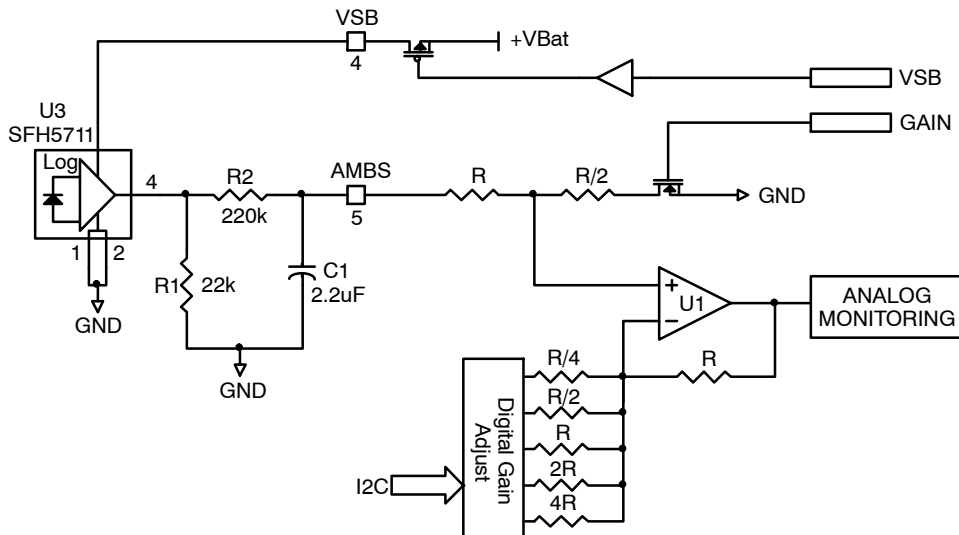 VSB
4
+VBat
VSB
GAIN
U3
SFH5711
Log
4
R2
220k
AMBS
5
R
R/2
GND
1
2
GND
R1
22k
C1
2.2uF
GND
+
−
U1
ANALOG
MONITORING
R
R/4
R/2
R
2R
4R
Digital Gain
Adjust
I2C